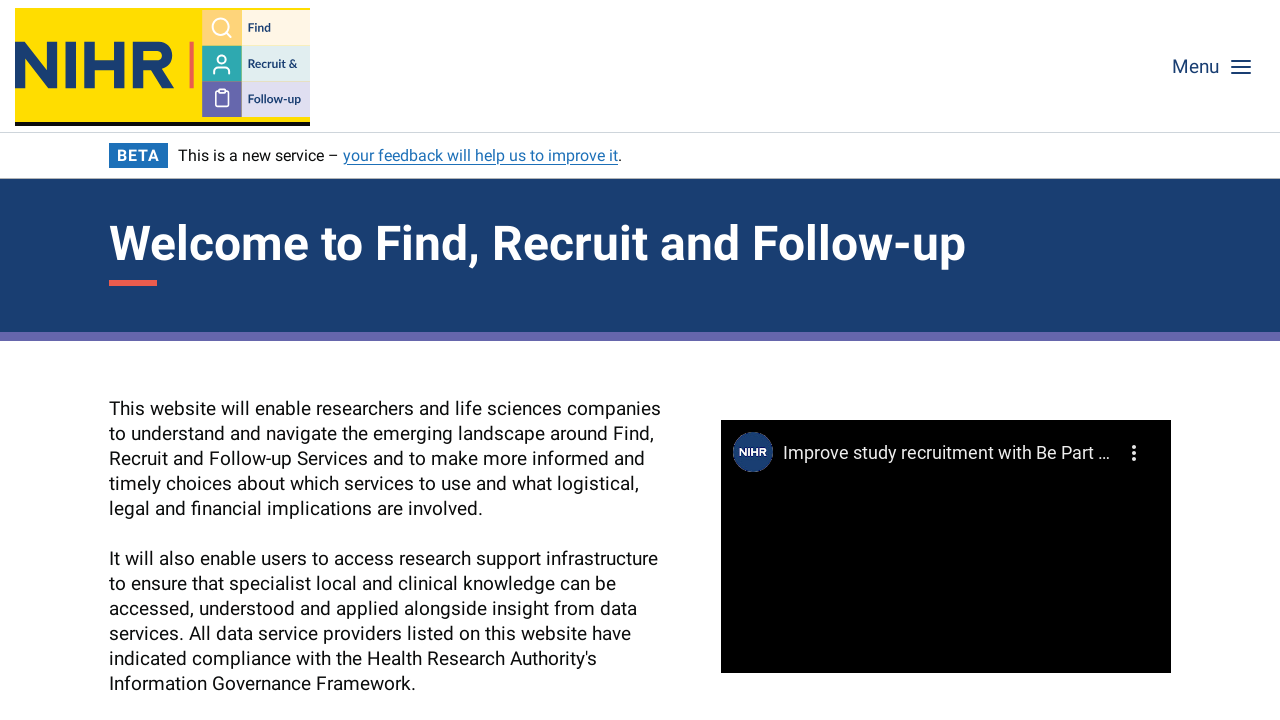 NIHR
Find
Recruit &
Follow-up
Menu
BETA This is a new service – your feedback will help us to improve it.
Welcome to Find, Recruit and Follow-up
This website will enable researchers and life sciences companies
to understand and navigate the emerging landscape around Find,
Recruit and Follow-up Services and to make more informed and
timely choices about which services to use and what logistical,
legal and financial implications are involved.
It will also enable users to access research support infrastructure
to ensure that specialist local and clinical knowledge can be
accessed, understood and applied alongside insight from data
services. All data service providers listed on this website have
indicated compliance with the Health Research Authority's
Information Governance Framework.
NIHR
Improve study recruitment with Be Part ...